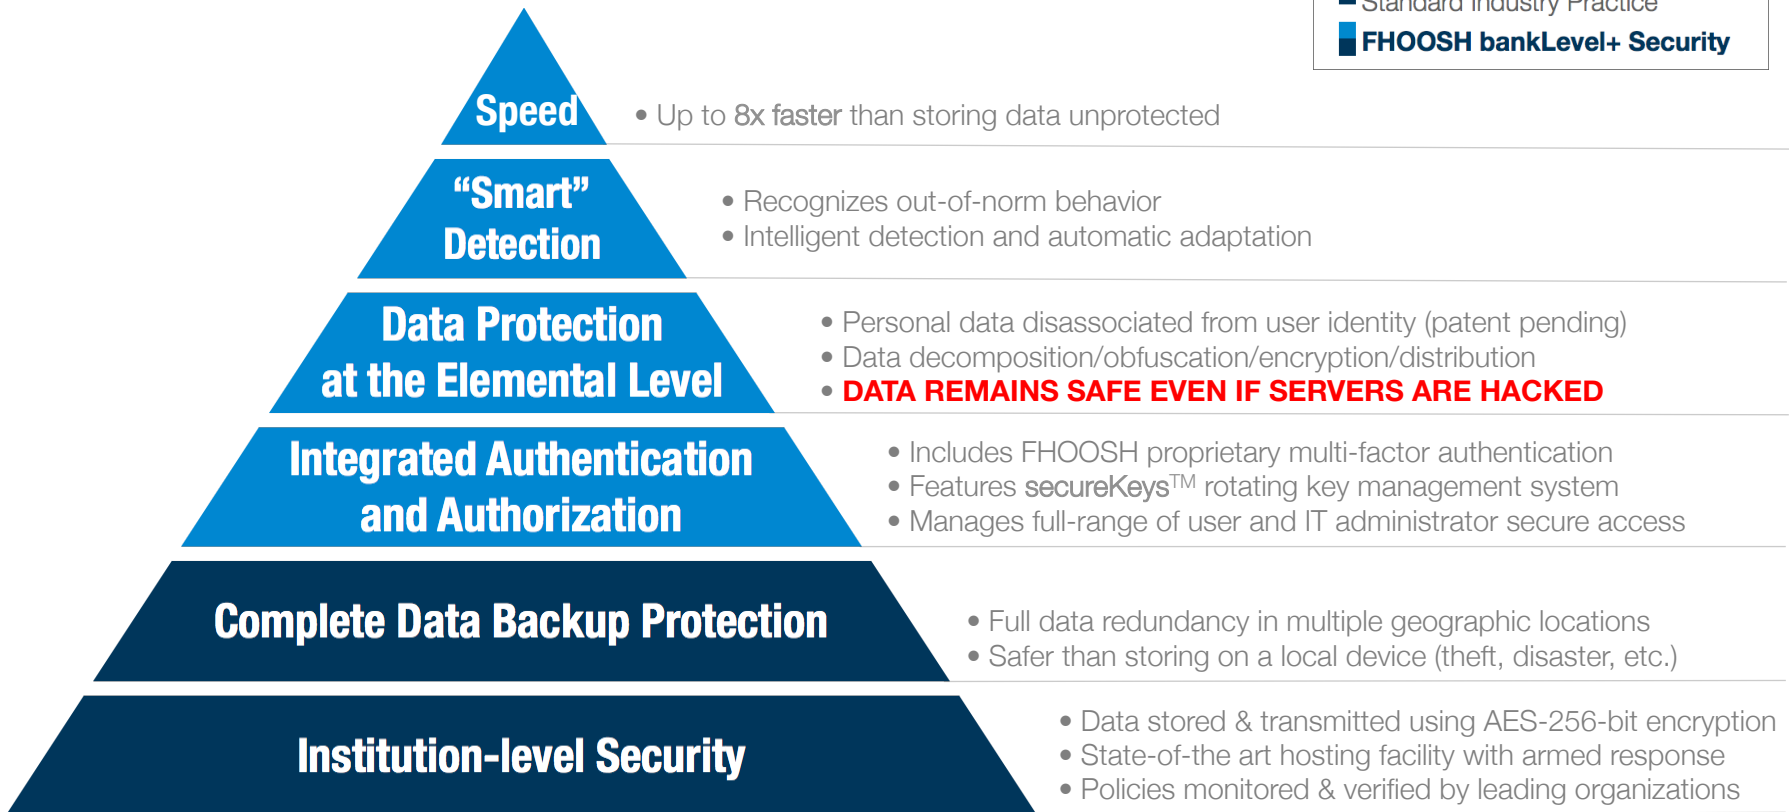 Standard Industry Practice
FHOOSH bankLevel+ Security
Speed
• Up to 8x faster than storing data unprotected
“Smart”
Detection
• Recognizes out-of-norm behavior
• Intelligent detection and automatic adaptation
Data Protection
at the Elemental Level
• Personal data disassociated from user identity (patent pending)
• Data decomposition/obfuscation/encryption/distribution
• DATA REMAINS SAFE EVEN IF SERVERS ARE HACKED
Integrated Authentication
and Authorization
• Includes FHOOSH proprietary multi-factor authentication
• Features secureKeys™ rotating key management system
• Manages full-range of user and IT administrator secure access
Complete Data Backup Protection
• Full data redundancy in multiple geographic locations
• Safer than storing on a local device (theft, disaster, etc.)
Institution-level Security
• Data stored & transmitted using AES-256-bit encryption
• State-of-the art hosting facility with armed response
• Policies monitored & verified by leading organizations